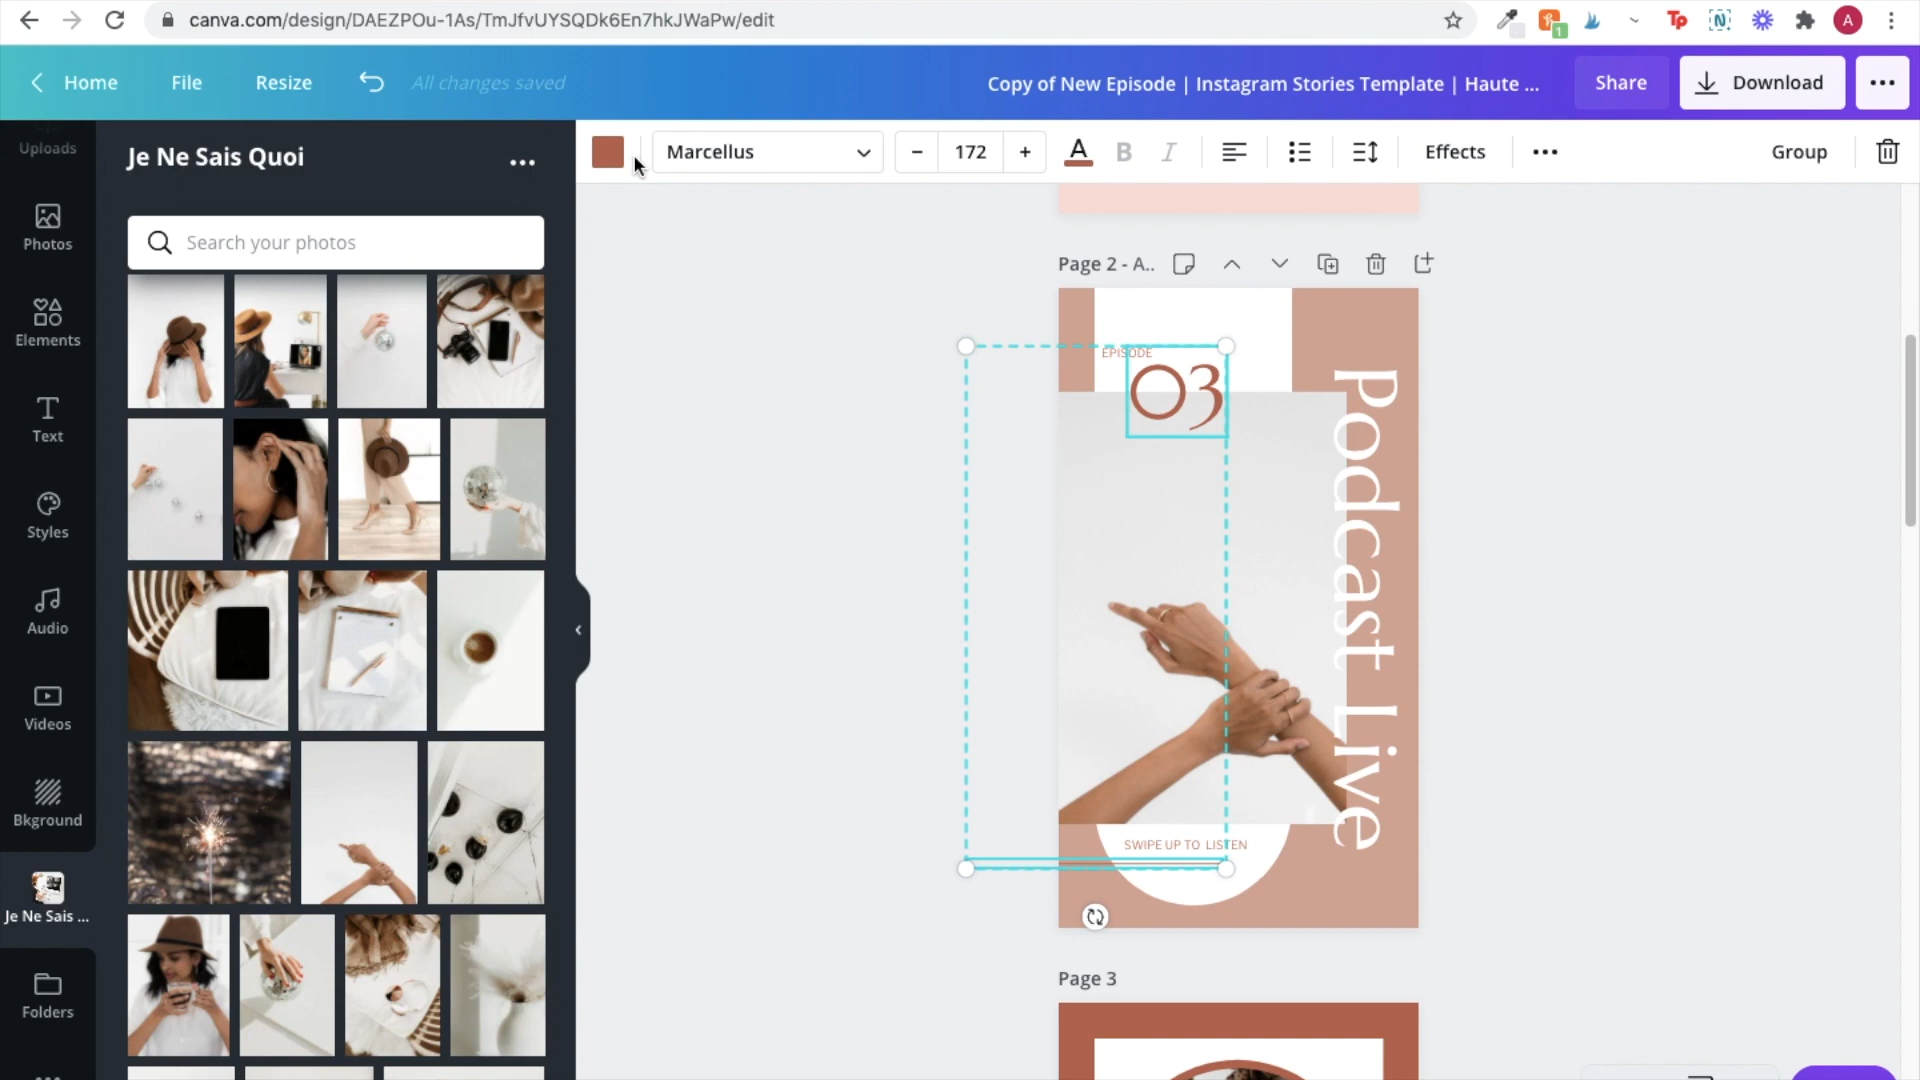 canva.com/design/DAEZPOu-1As/TmJfvUYSQDk6En7hkJWaPw/edit
1
A
Home
File
Resize
All changes saved
Copy of New Episode | Instagram Stories Template | Haute ...
Share
Download
Uploads
Photos
Elements
Text
Styles
Audio
Videos
Bkground
Je Ne Sais ...
Folders
Je Ne Sais Quoi
Search your photos
Marcellus
172
A
B
I
Effects
Group
Page 2 - A..
EPISODE
03
Podcast Live
SWIPE UP TO LISTEN
Page 3